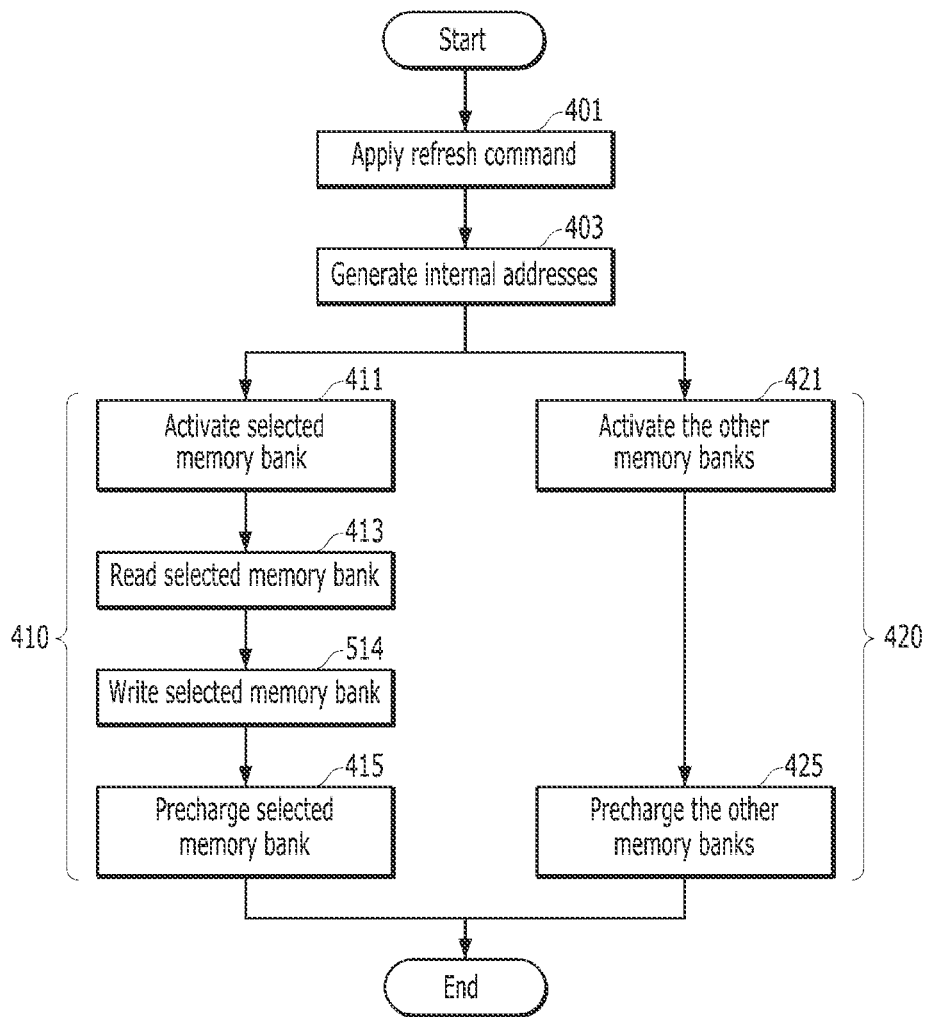 Start
401
Apply refresh command
403
Generate internal addresses
411
Activate selected
memory bank
421
Activate the other
memory banks
413
Read selected memory bank
410
420
514
Write selected memory bank
415
Precharge selected
memory bank
425
Precharge the other
memory banks
End